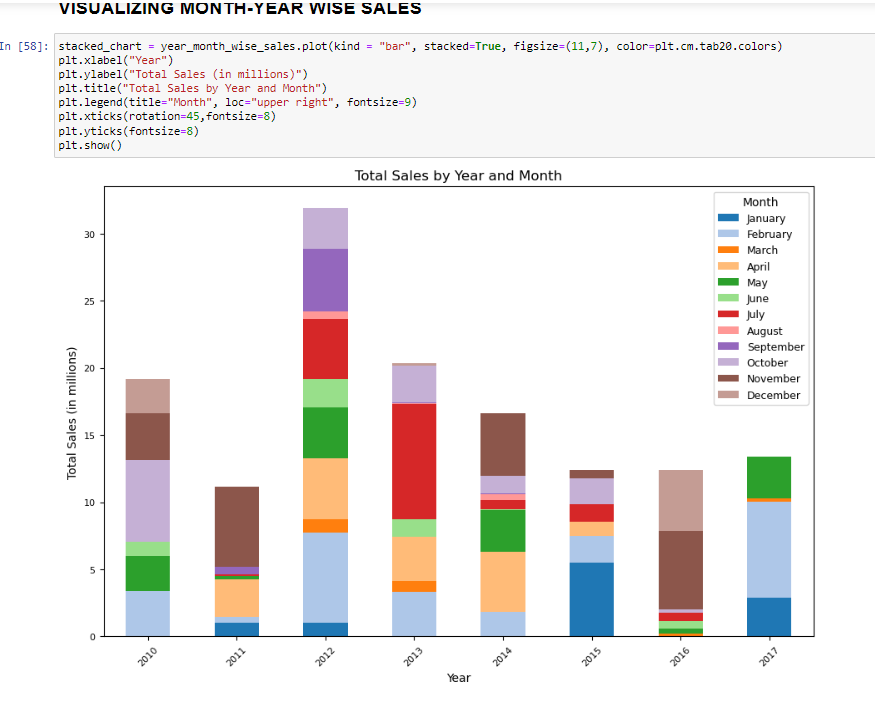 VISUALIZING MONTH-YEAR WISE SALES
In [58]: stacked_chart = year_month_wise_sales.plot(kind = "bar", stacked=True, figsize=(11,7), color=plt.cm.tab20.colors)
plt.xlabel("Year")
plt.ylabel("Total Sales (in millions)")
plt.title("Total Sales by Year and Month")
plt.legend(title="Month", loc="upper right", fontsize=9)
plt.xticks(rotation=45,fontsize=8)
plt.yticks(fontsize=8)
plt.show()
Total Sales by Year and Month
Month
January
February
March
April
May
June
July
August
September
October
November
December
Total Sales (in millions)
30
25
20
15
10
5
0
2010 2011 2012 2013 2014 2015 2016 2017
Year